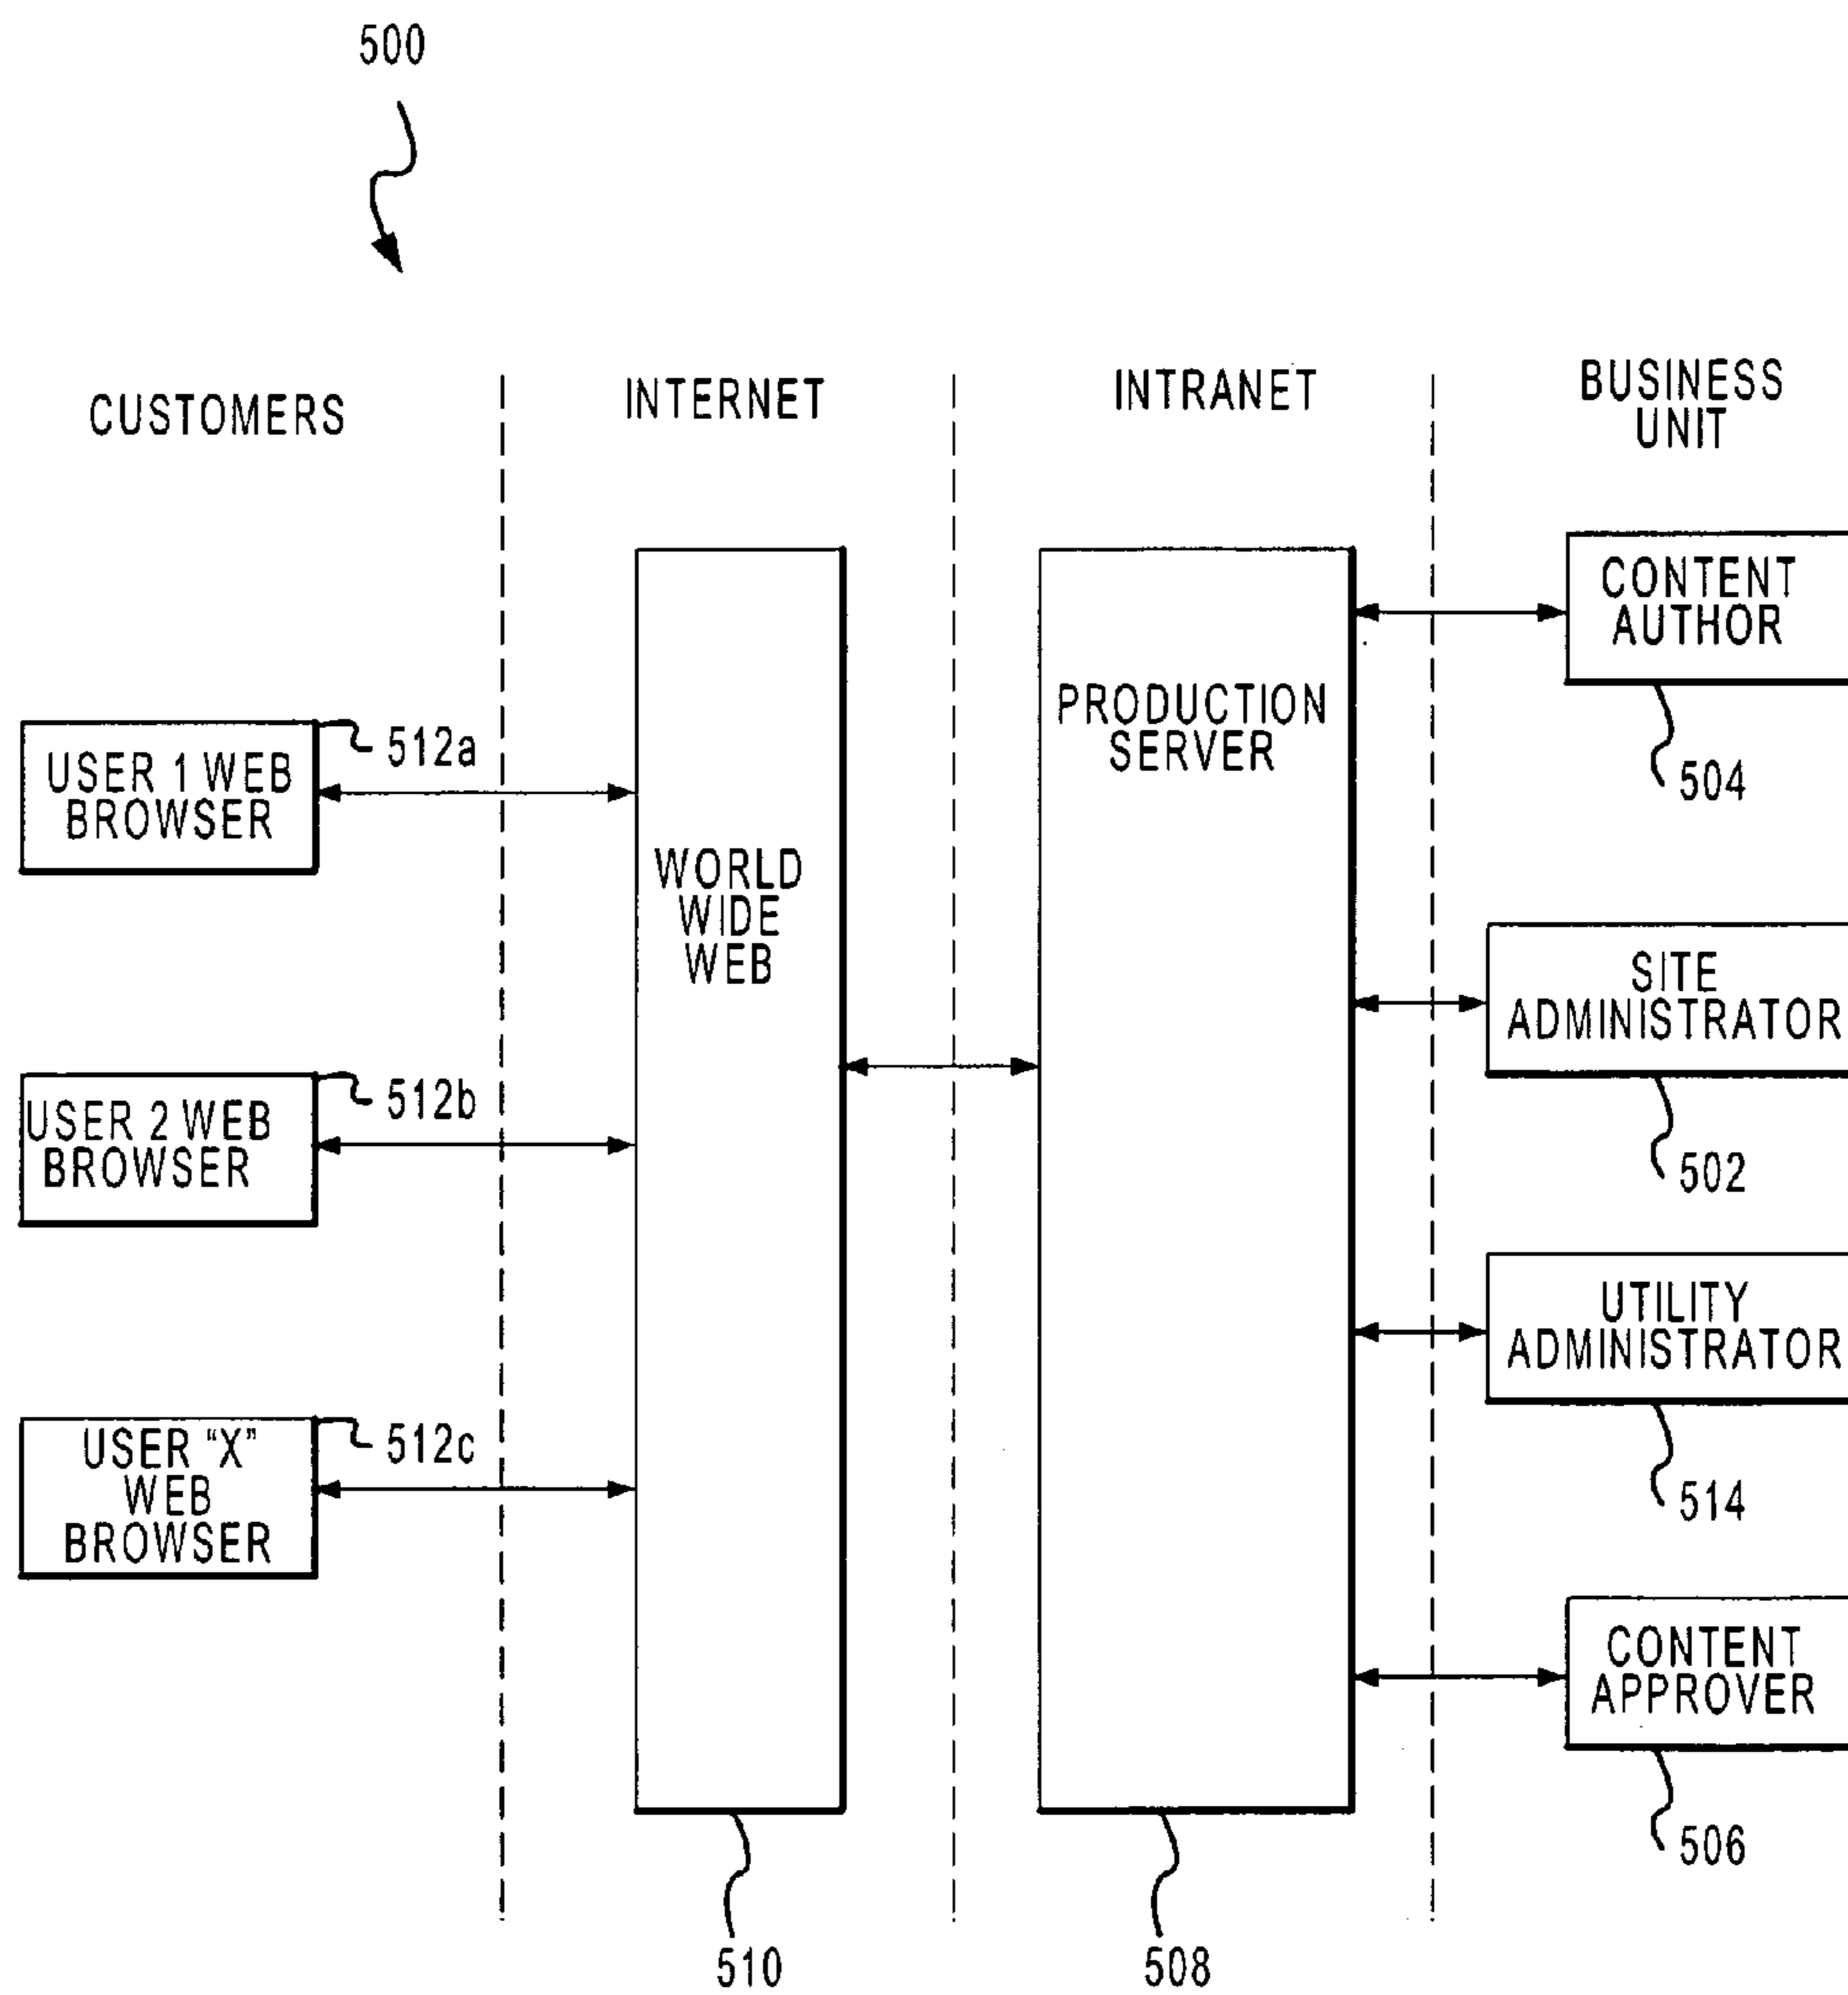 500
CUSTOMERS
INTERNET
INTRANET
BUSINESS
UNIT
USER 1 WEB
BROWSER
512a
USER 2 WEB
BROWSER
512b
USER "X"
WEB
BROWSER
512c
WORLD
WIDE
WEB
510
PRODUCTION
SERVER
508
CONTENT
AUTHOR
504
SITE
ADMINISTRATOR
502
UTILITY
ADMINISTRATOR
514
CONTENT
APPROVER
506